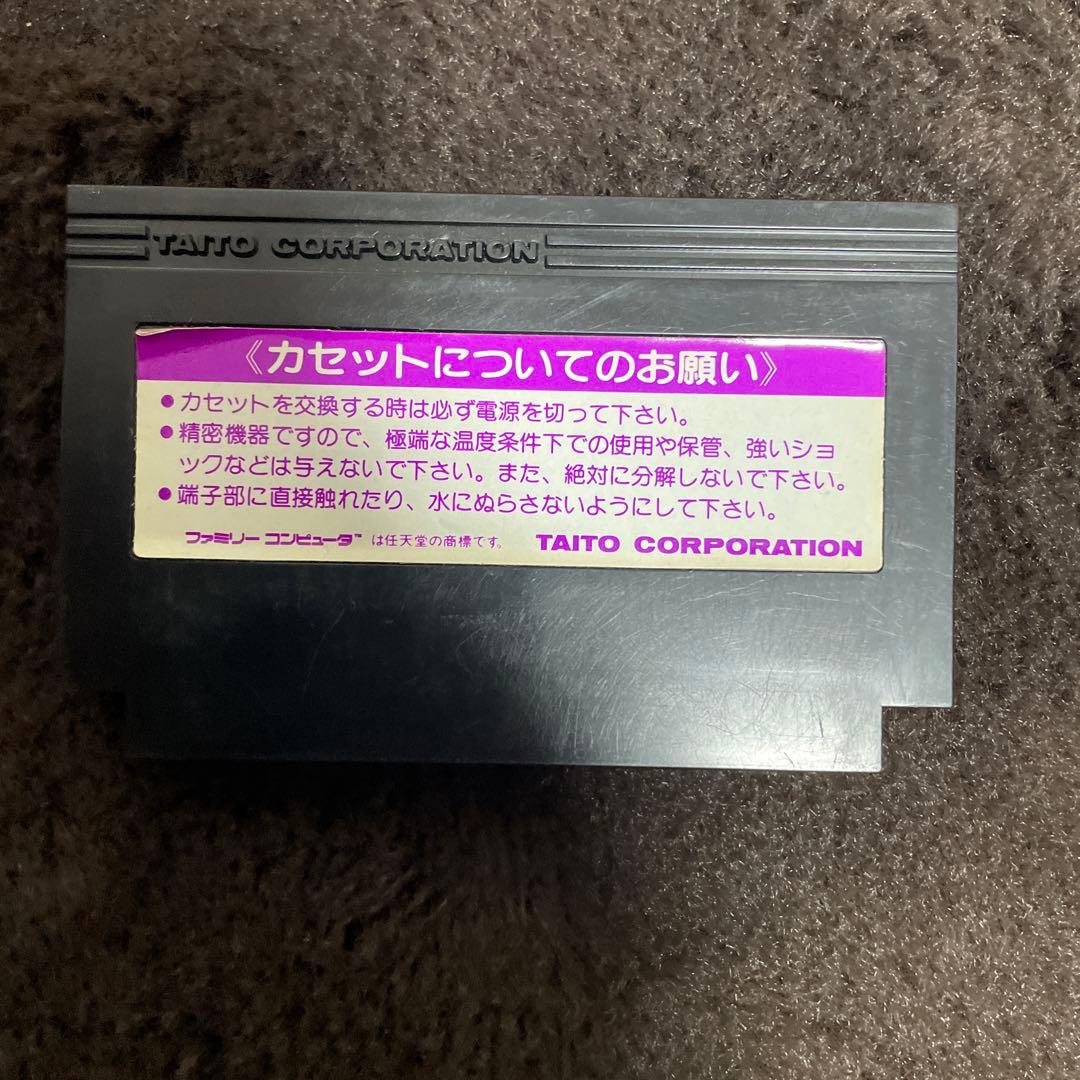 TAITO CORPORATION
《カセットについてのお願い》
●カセットを交換する時は必ず電源を切って下さい。
●精密機器ですので、極端な温度条件下での使用や保管、強いショ
ックなどは与えないで下さい。また、絶対に分解しないで下さい。
●端子部に直接触れたり、水にぬらさないようにして下さい。
ファミリー コンピュータ™ は任天堂の商標です。 TAITO CORPORATION